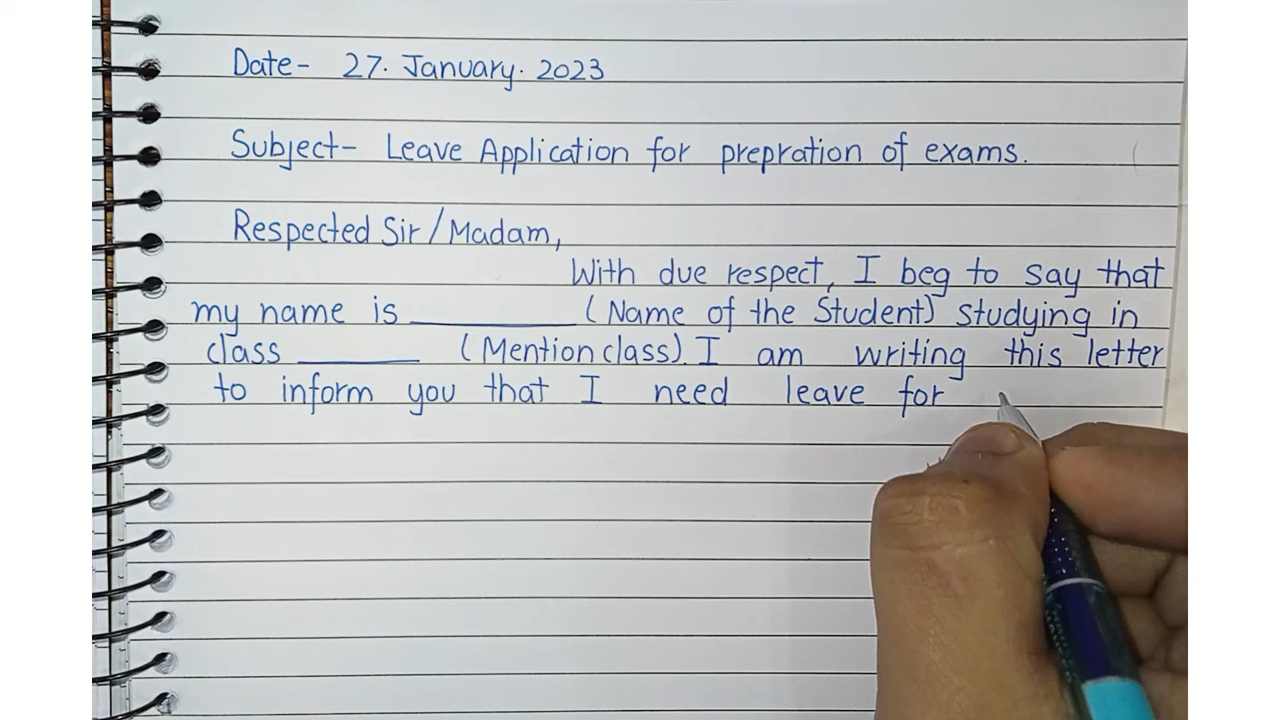 Date- 27. January. 2023
Subject- Leave Application for prepration of exams.
Respected Sir/Madam,
With due respect, I beg to say that
my name is __________ (Name of the Student) studying in
class ________ (Mention class). I am writing this letter
to inform you that I need leave for